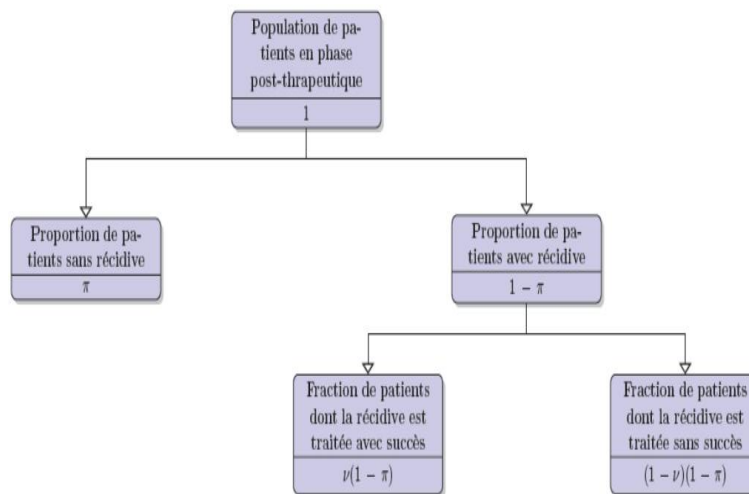 Population de pa-
tients en phase
post-thrapeutique
1
Proportion de pa-
tients sans récidive
π
Proportion de pa-
tients avec récidive
1 − π
Fraction de patients
dont la récidive est
traitée avec succès
ν(1 − π)
Fraction de patients
dont la récidive est
traitée sans succès
(1 − ν)(1 − π)